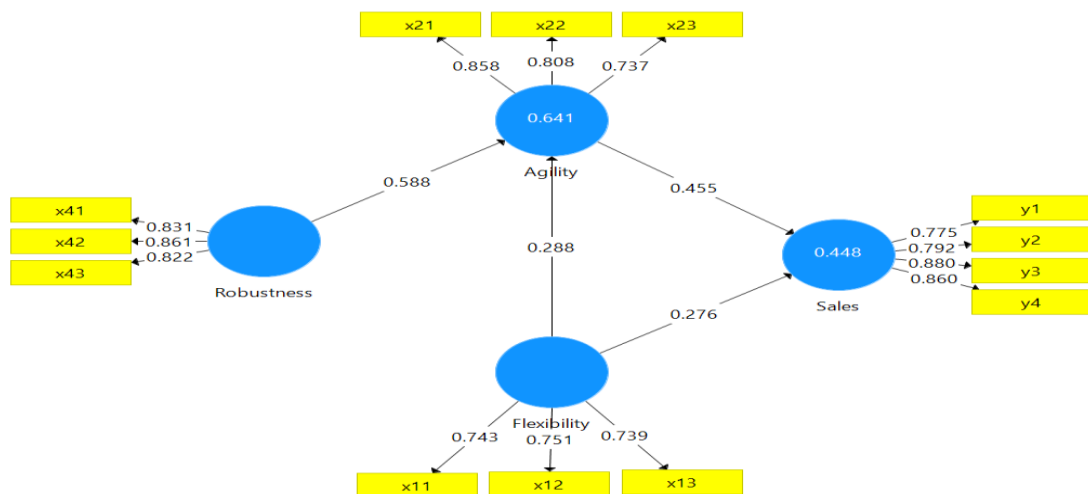 x21 x22 x23
0.858 0.808 0.737
0.641
Agility
0.588
0.455
x41
x42
x43
0.831
0.861
0.822
Robustness
0.288
y1
y2
y3
y4
0.775
0.792
0.880
0.860
0.448
Sales
0.276
Flexibility
0.743 0.751 0.739
x11 x12 x13